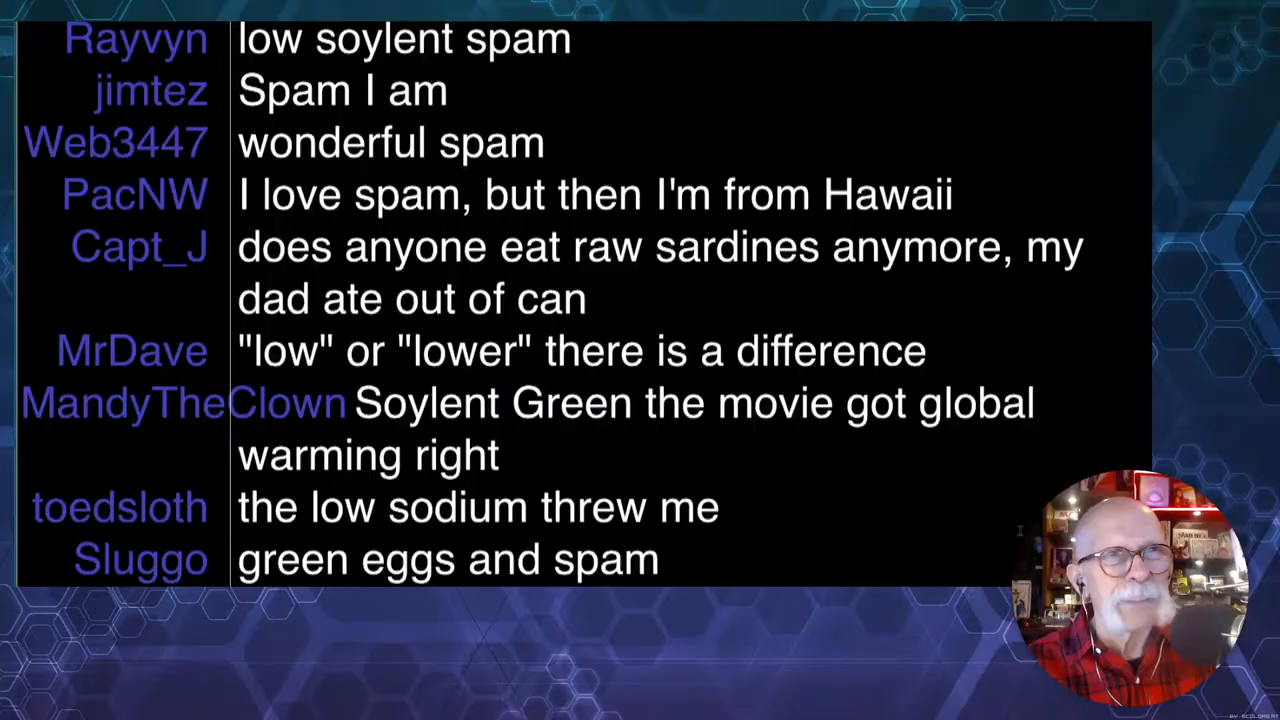 Rayvyn low soylent spam
jimtez Spam I am
Web3447 wonderful spam
PacNW I love spam, but then I'm from Hawaii
Capt_J does anyone eat raw sardines anymore, my
dad ate out of can
MrDave "low" or "lower" there is a difference
MandyTheClown Soylent Green the movie got global
warming right
toedsloth the low sodium threw me
Sluggo green eggs and spam